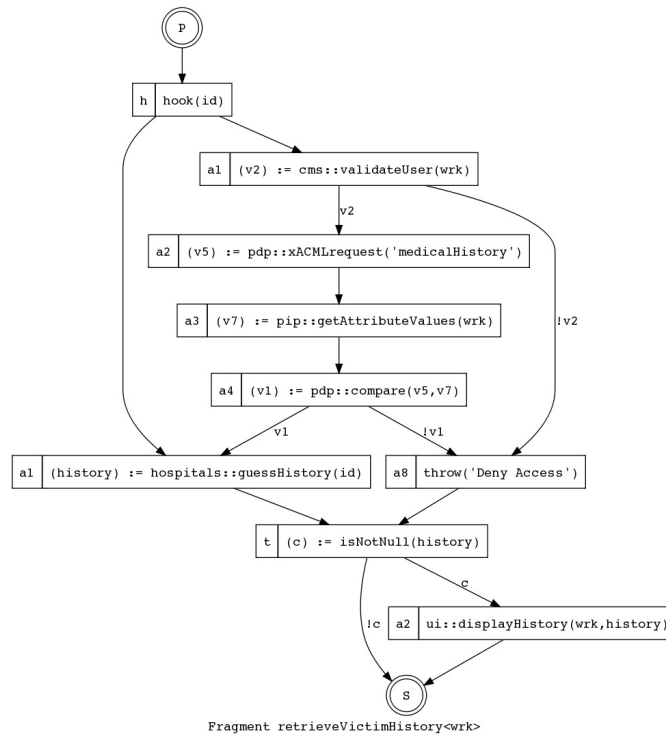 P
h hook(id)
a1 (v2) := cms::validateUser(wrk)
v2
a2 (v5) := pdp::xACMLrequest('medicalHistory')
a3 (v7) := pip::getAttributeValues(wrk)
!v2
a4 (v1) := pdp::compare(v5,v7)
v1
!v1
a1 (history) := hospitals::guessHistory(id)
a8 throw('Deny Access')
t (c) := isNotNull(history)
c
!c
a2 ui::displayHistory(wrk,history)
S
Fragment retrieveVictimHistory<wrk>